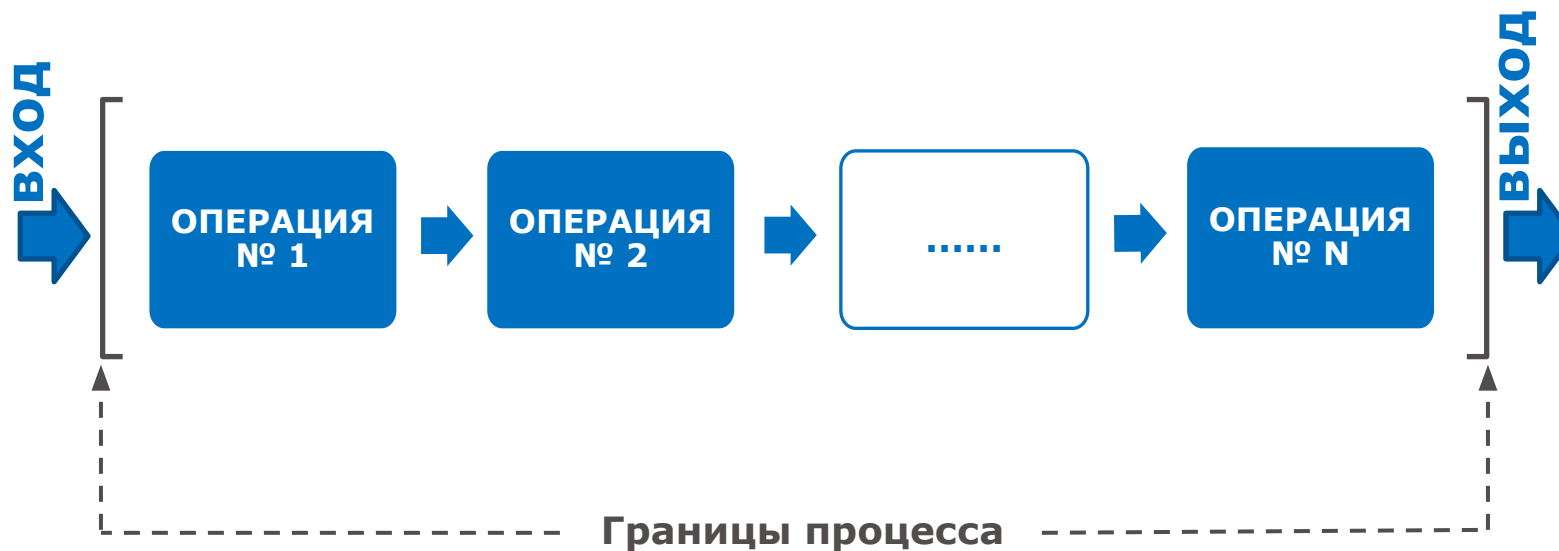 ВХОД
ВЫХОД
ОПЕРАЦИЯ
№ 1
ОПЕРАЦИЯ
№ 2
......
ОПЕРАЦИЯ
№ N
Границы процесса